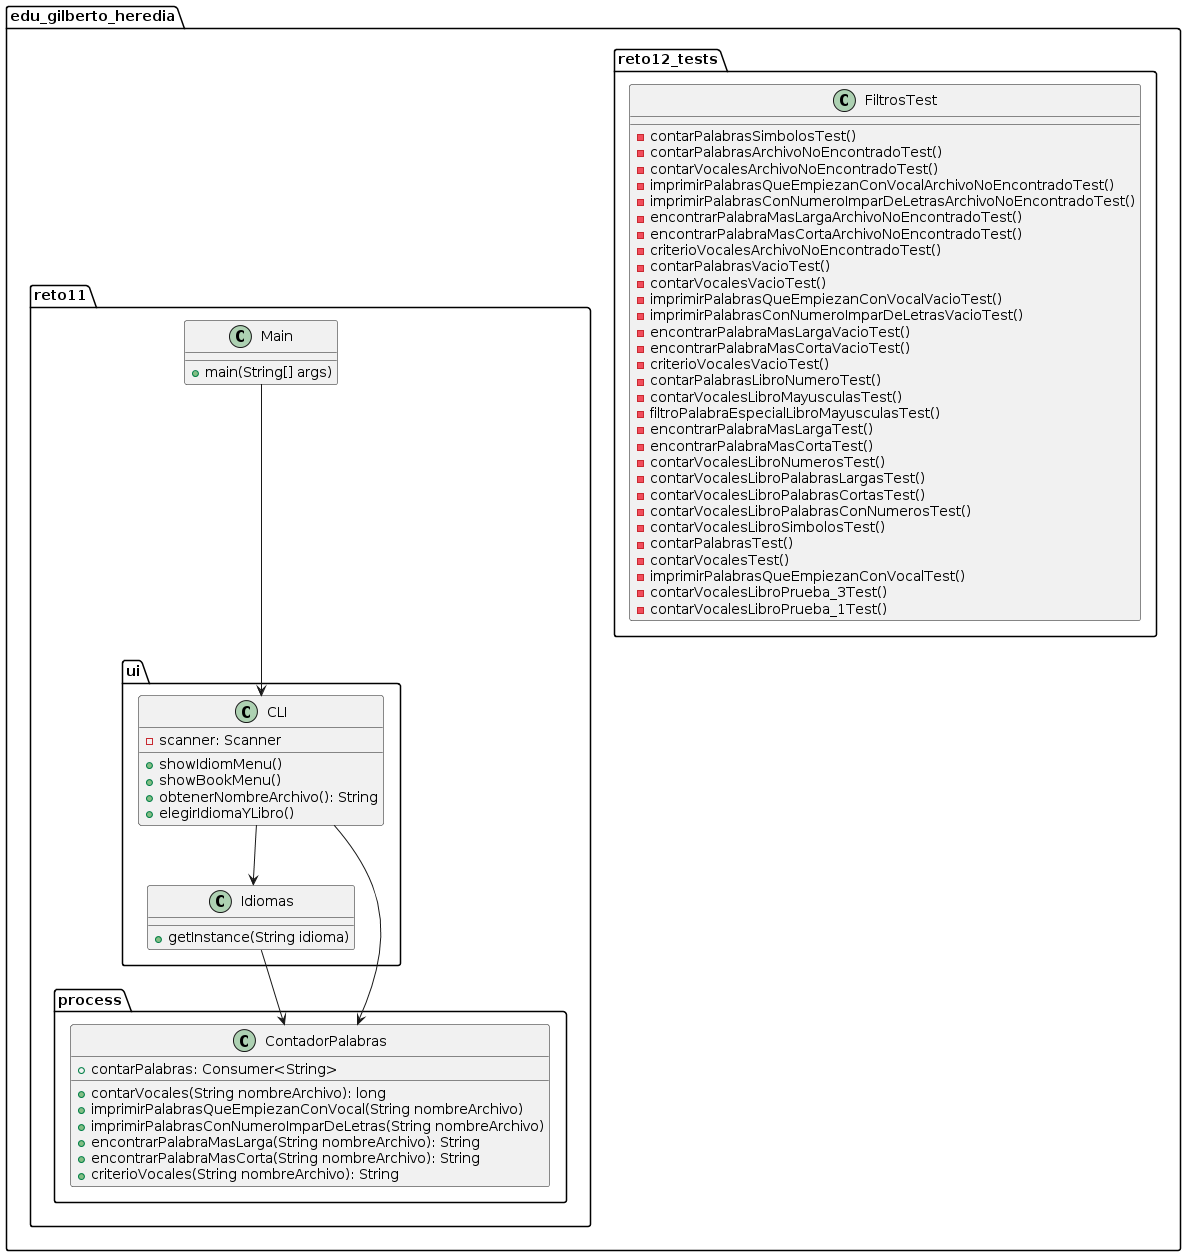 edu_gilberto_heredia
reto12_tests
C FiltrosTest
contarPalabrasSimbolosTest()
contarPalabrasArchivoNoEncontradoTest()
contarVocalesArchivoNoEncontradoTest()
imprimirPalabrasQueEmpiezanConVocalArchivoNoEncontradoTest()
imprimirPalabrasConNumeroImparDeLetrasArchivoNoEncontradoTest()
encontrarPalabraMasLargaArchivoNoEncontradoTest()
encontrarPalabraMasCortaArchivoNoEncontradoTest()
criterioVocalesArchivoNoEncontradoTest()
contarPalabrasVacioTest()
contarVocalesVacioTest()
imprimirPalabrasQueEmpiezanConVocalVacioTest()
imprimirPalabrasConNumeroImparDeLetrasVacioTest()
encontrarPalabraMasLargaVacioTest()
encontrarPalabraMasCortaVacioTest()
criterioVocalesVacioTest()
contarPalabrasLibroNumeroTest()
contarVocalesLibroMayusculasTest()
filtroPalabraEspecialLibroMayusculasTest()
encontrarPalabraMasLargaTest()
encontrarPalabraMasCortaTest()
contarVocalesLibroNumerosTest()
contarVocalesLibroPalabrasLargasTest()
contarVocalesLibroPalabrasCortasTest()
contarVocalesLibroPalabrasConNumerosTest()
contarVocalesLibroSimbolosTest()
contarPalabrasTest()
contarVocalesTest()
imprimirPalabrasQueEmpiezanConVocalTest()
contarVocalesLibroPrueba_3Test()
contarVocalesLibroPrueba_1Test()
reto11
C Main
main(String[] args)
ui
C CLI
scanner: Scanner
showIdiomMenu()
showBookMenu()
obtenerNombreArchivo(): String
elegirIdiomaYLibro()
C Idiomas
getInstance(String idioma)
process
C ContadorPalabras
contarPalabras: Consumer<String>
contarVocales(String nombreArchivo): long
imprimirPalabrasQueEmpiezanConVocal(String nombreArchivo)
imprimirPalabrasConNumeroImparDeLetras(String nombreArchivo)
encontrarPalabraMasLarga(String nombreArchivo): String
encontrarPalabraMasCorta(String nombreArchivo): String
criterioVocales(String nombreArchivo): String